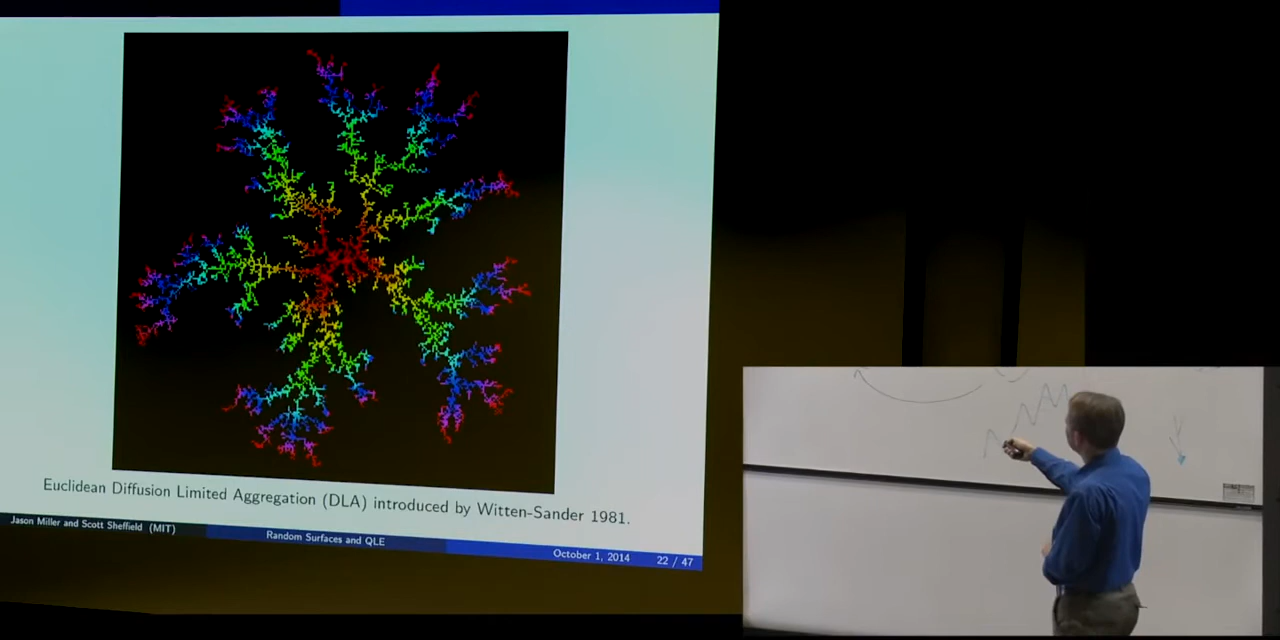 Euclidean Diffusion Limited Aggregation (DLA) introduced by Witten-Sander 1981.
Jason Miller and Scott Sheffield (MIT)
Random Surfaces and QLE
October 1, 2014
22 / 47